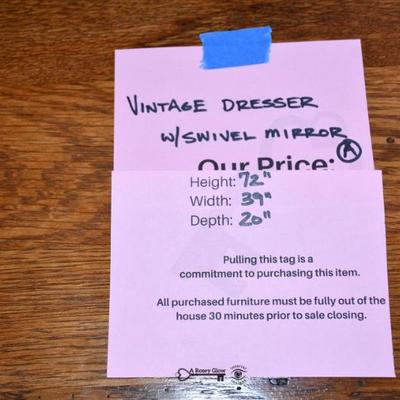 VINTAGE DRESSER
W/SWIVEL MIRROR
A
Our Price:
Height: 72"
Width: 39"
Depth: 20"
Pulling this tag is a
commitment to purchasing this item.
All purchased furniture must be fully out of the
house 30 minutes prior to sale closing.
A Rosey Glow